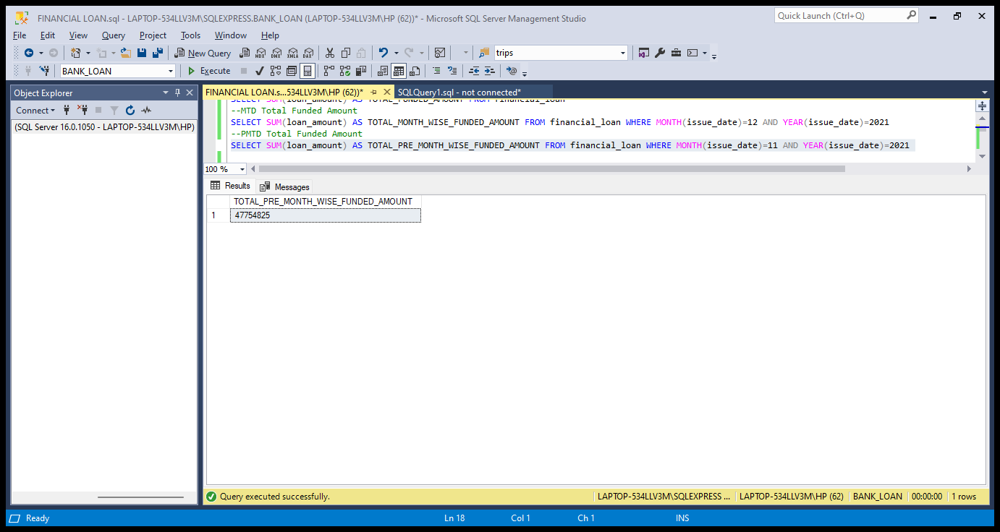 FINANCIAL LOAN.sql - LAPTOP-534LLV3M\SQLEXPRESS.BANK_LOAN (LAPTOP-534LLV3M\HP (62))* - Microsoft SQL Server Management Studio
Quick Launch (Ctrl+Q)
File Edit View Query Project Tools Window Help
New Query
MDX DMX XMLA DAX
trips
BANK_LOAN
Execute
Object Explorer
FINANCIAL LOAN.s...534LLV3M\HP (62))*
SQLQuery1.sql - not connected*
Connect
(SQL Server 16.0.1050 - LAPTOP-534LLV3M\HP)
SELECT SUM(loan_amount) AS TOTAL_FUNDED_AMOUNT FROM financial_loan
--MTD Total Funded Amount
SELECT SUM(loan_amount) AS TOTAL_MONTH_WISE_FUNDED_AMOUNT FROM financial_loan WHERE MONTH(issue_date)=12 AND YEAR(issue_date)=2021
--PMTD Total Funded Amount
SELECT SUM(loan_amount) AS TOTAL_PRE_MONTH_WISE_FUNDED_AMOUNT FROM financial_loan WHERE MONTH(issue_date)=11 AND YEAR(issue_date)=2021
100 %
Results Messages
TOTAL_PRE_MONTH_WISE_FUNDED_AMOUNT
1 47754825
Query executed successfully.
LAPTOP-534LLV3M\SQLEXPRESS ... LAPTOP-534LLV3M\HP (62) BANK_LOAN 00:00:00 1 rows
Ready
Ln 18 Col 1 Ch 1 INS